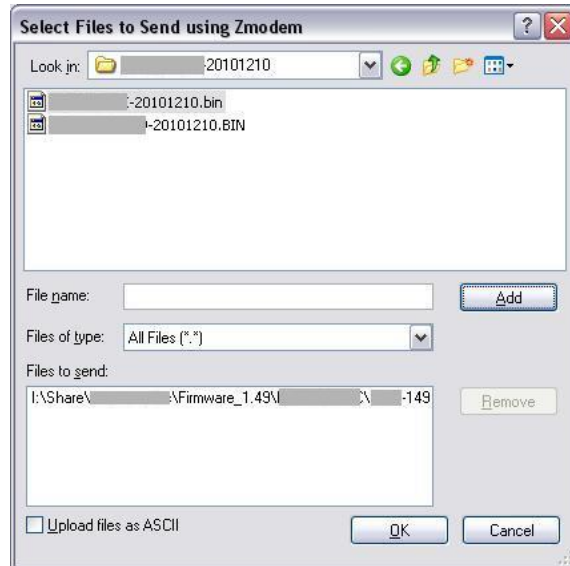 Select Files to Send using Zmodem
Look in: -20101210
-20101210.bin
-20101210.BIN
File name: Add
Files of type: All Files (*.*)
Files to send:
I:\Share\ \Firmware_1.49\ \ -149 Remove
Upload files as ASCII OK Cancel